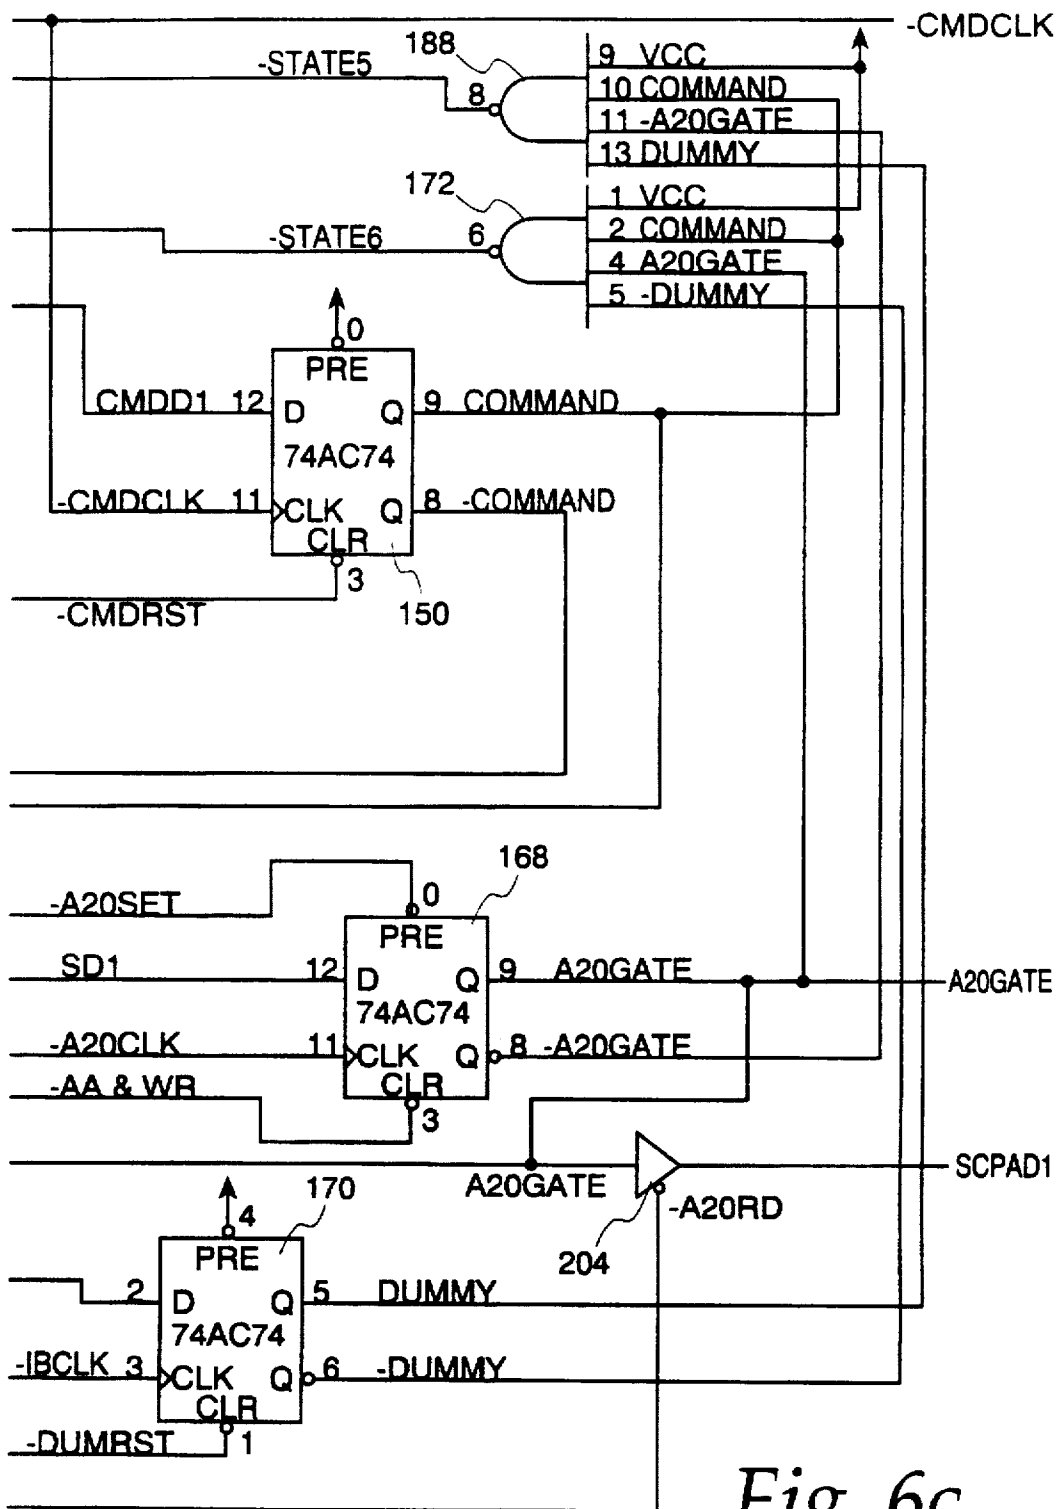 -CMDCLK
188
-STATE5
8
9 VCC
10 COMMAND
11 -A20GATE
13 DUMMY
172
-STATE6
6
1 VCC
2 COMMAND
4 A20GATE
5 -DUMMY
0
PRE
CMDD1 12 D Q 9 COMMAND
74AC74
-CMDCLK 11 CLK Q 8 -COMMAND
CLR
3
-CMDRST
150
168
-A20SET
0
PRE
SD1 12 D Q 9 A20GATE
A20GATE
74AC74
-A20CLK 11 CLK Q 8 -A20GATE
-AA & WR
CLR
3
A20GATE
SCPAD1
-A20RD
204
170
4
PRE
2 D Q 5 DUMMY
74AC74
-IBCLK 3 CLK Q 6 -DUMMY
CLR
-DUMRST 1
Fig. 6c